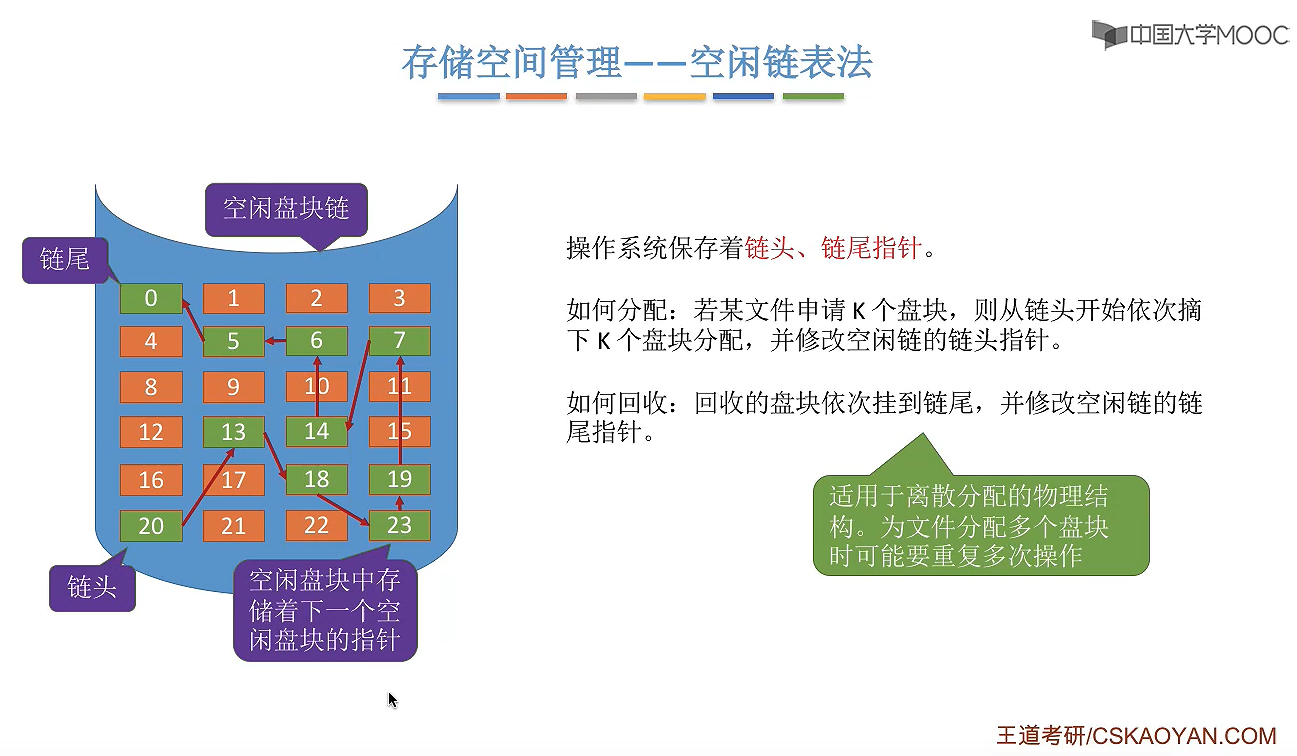 中国大学MOOC
存储空间管理——空闲链表法
空闲盘块链
链尾
0 1 2 3
4 5 6 7
8 9 10 11
12 13 14 15
16 17 18 19
20 21 22 23
链头
空闲盘块中存
储着下一个空
闲盘块的指针
操作系统保存着链头、链尾指针。
如何分配：若某文件申请 K 个盘块，则从链头开始依次摘
下 K 个盘块分配，并修改空闲链的链头指针。
如何回收：回收的盘块依次挂到链尾，并修改空闲链的链
尾指针。
适用于离散分配的物理结
构。为文件分配多个盘块
时可能要重复多次操作
王道考研/CSKAOYAN.COM